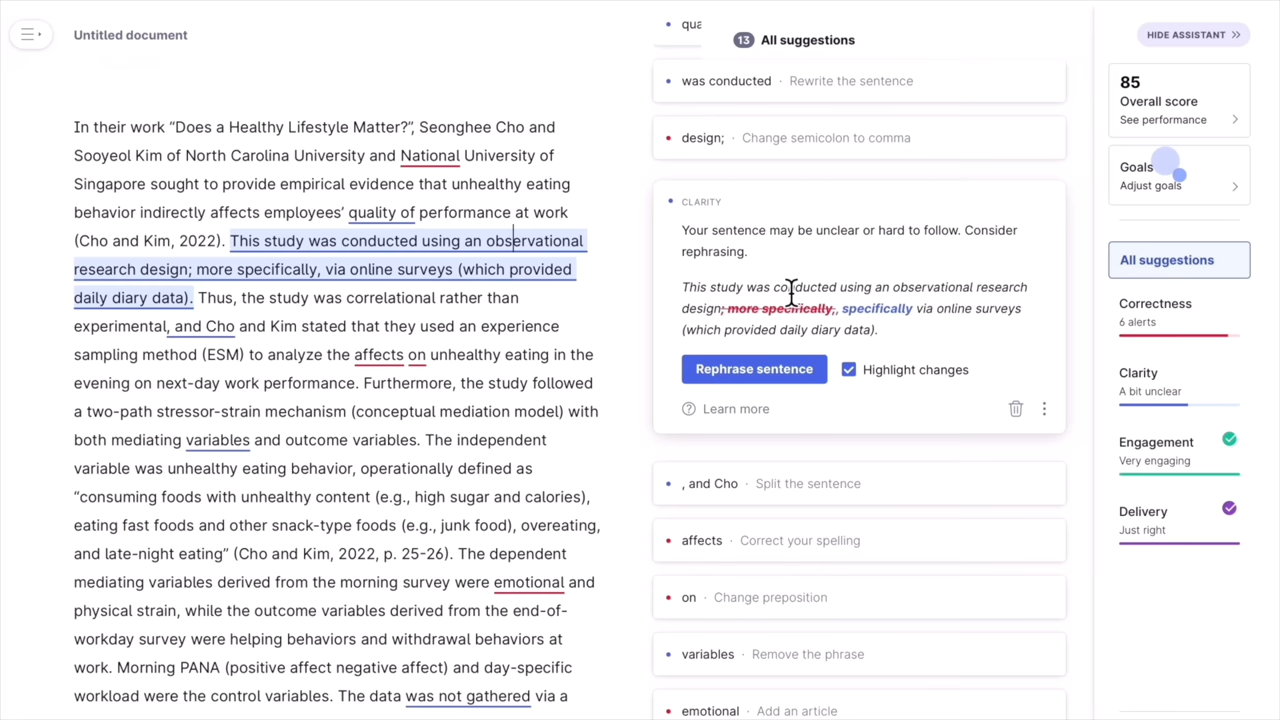 Untitled document
In their work “Does a Healthy Lifestyle Matter?”, Seonghee Cho and
Sooyeol Kim of North Carolina University and National University of
Singapore sought to provide empirical evidence that unhealthy eating
behavior indirectly affects employees’ quality of performance at work
(Cho and Kim, 2022). This study was conducted using an observational
research design; more specifically, via online surveys (which provided
daily diary data). Thus, the study was correlational rather than
experimental, and Cho and Kim stated that they used an experience
sampling method (ESM) to analyze the affects on unhealthy eating in the
evening on next-day work performance. Furthermore, the study followed
a two-path stressor-strain mechanism (conceptual mediation model) with
both mediating variables and outcome variables. The independent
variable was unhealthy eating behavior, operationally defined as
“consuming foods with unhealthy content (e.g., high sugar and calories),
eating fast foods and other snack-type foods (e.g., junk food), overeating,
and late-night eating” (Cho and Kim, 2022, p. 25-26). The dependent
mediating variables derived from the morning survey were emotional and
physical strain, while the outcome variables derived from the end-of-
workday survey were helping behaviors and withdrawal behaviors at
work. Morning PANA (positive affect negative affect) and day-specific
workload were the control variables. The data was not gathered via a
qua
13 All suggestions
was conducted · Rewrite the sentence
design; · Change semicolon to comma
CLARITY
Your sentence may be unclear or hard to follow. Consider
rephrasing.
This study was conducted using an observational research
design; more specifically,, specifically via online surveys
(which provided daily diary data).
Rephrase sentence Highlight changes
Learn more
, and Cho · Split the sentence
affects · Correct your spelling
on · Change preposition
variables · Remove the phrase
emotional · Add an article
HIDE ASSISTANT
85
Overall score
See performance
Goals
Adjust goals
All suggestions
Correctness
6 alerts
Clarity
A bit unclear
Engagement
Very engaging
Delivery
Just right